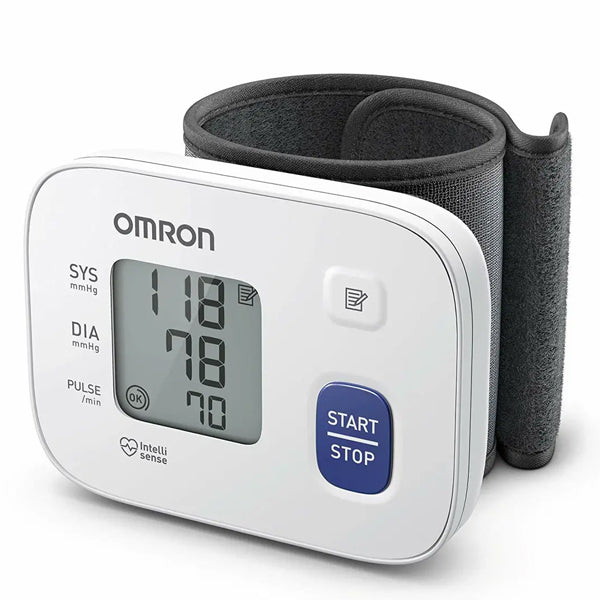 OMRON
SYS
mmHg
118
DIA
mmHg
78
PULSE
/min
OK
70
Intelli
sense
START
STOP